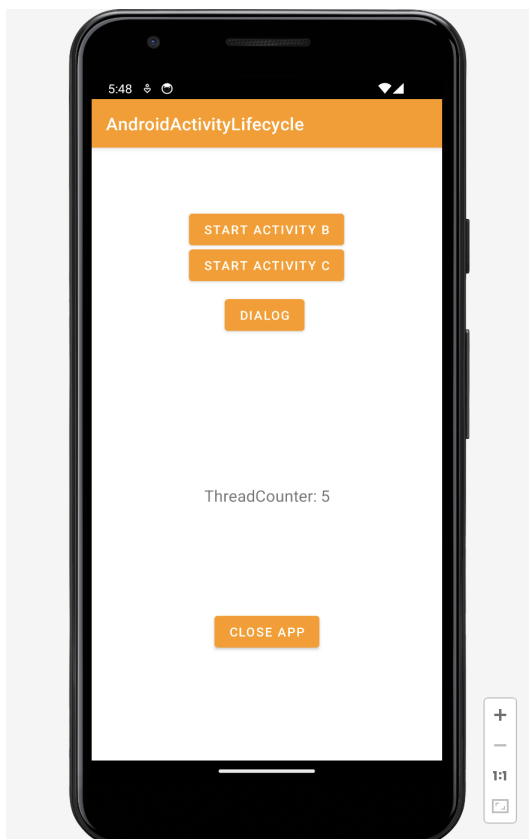 5:48
AndroidActivityLifecycle
START ACTIVITY B
START ACTIVITY C
DIALOG
ThreadCounter: 5
CLOSE APP
1:1